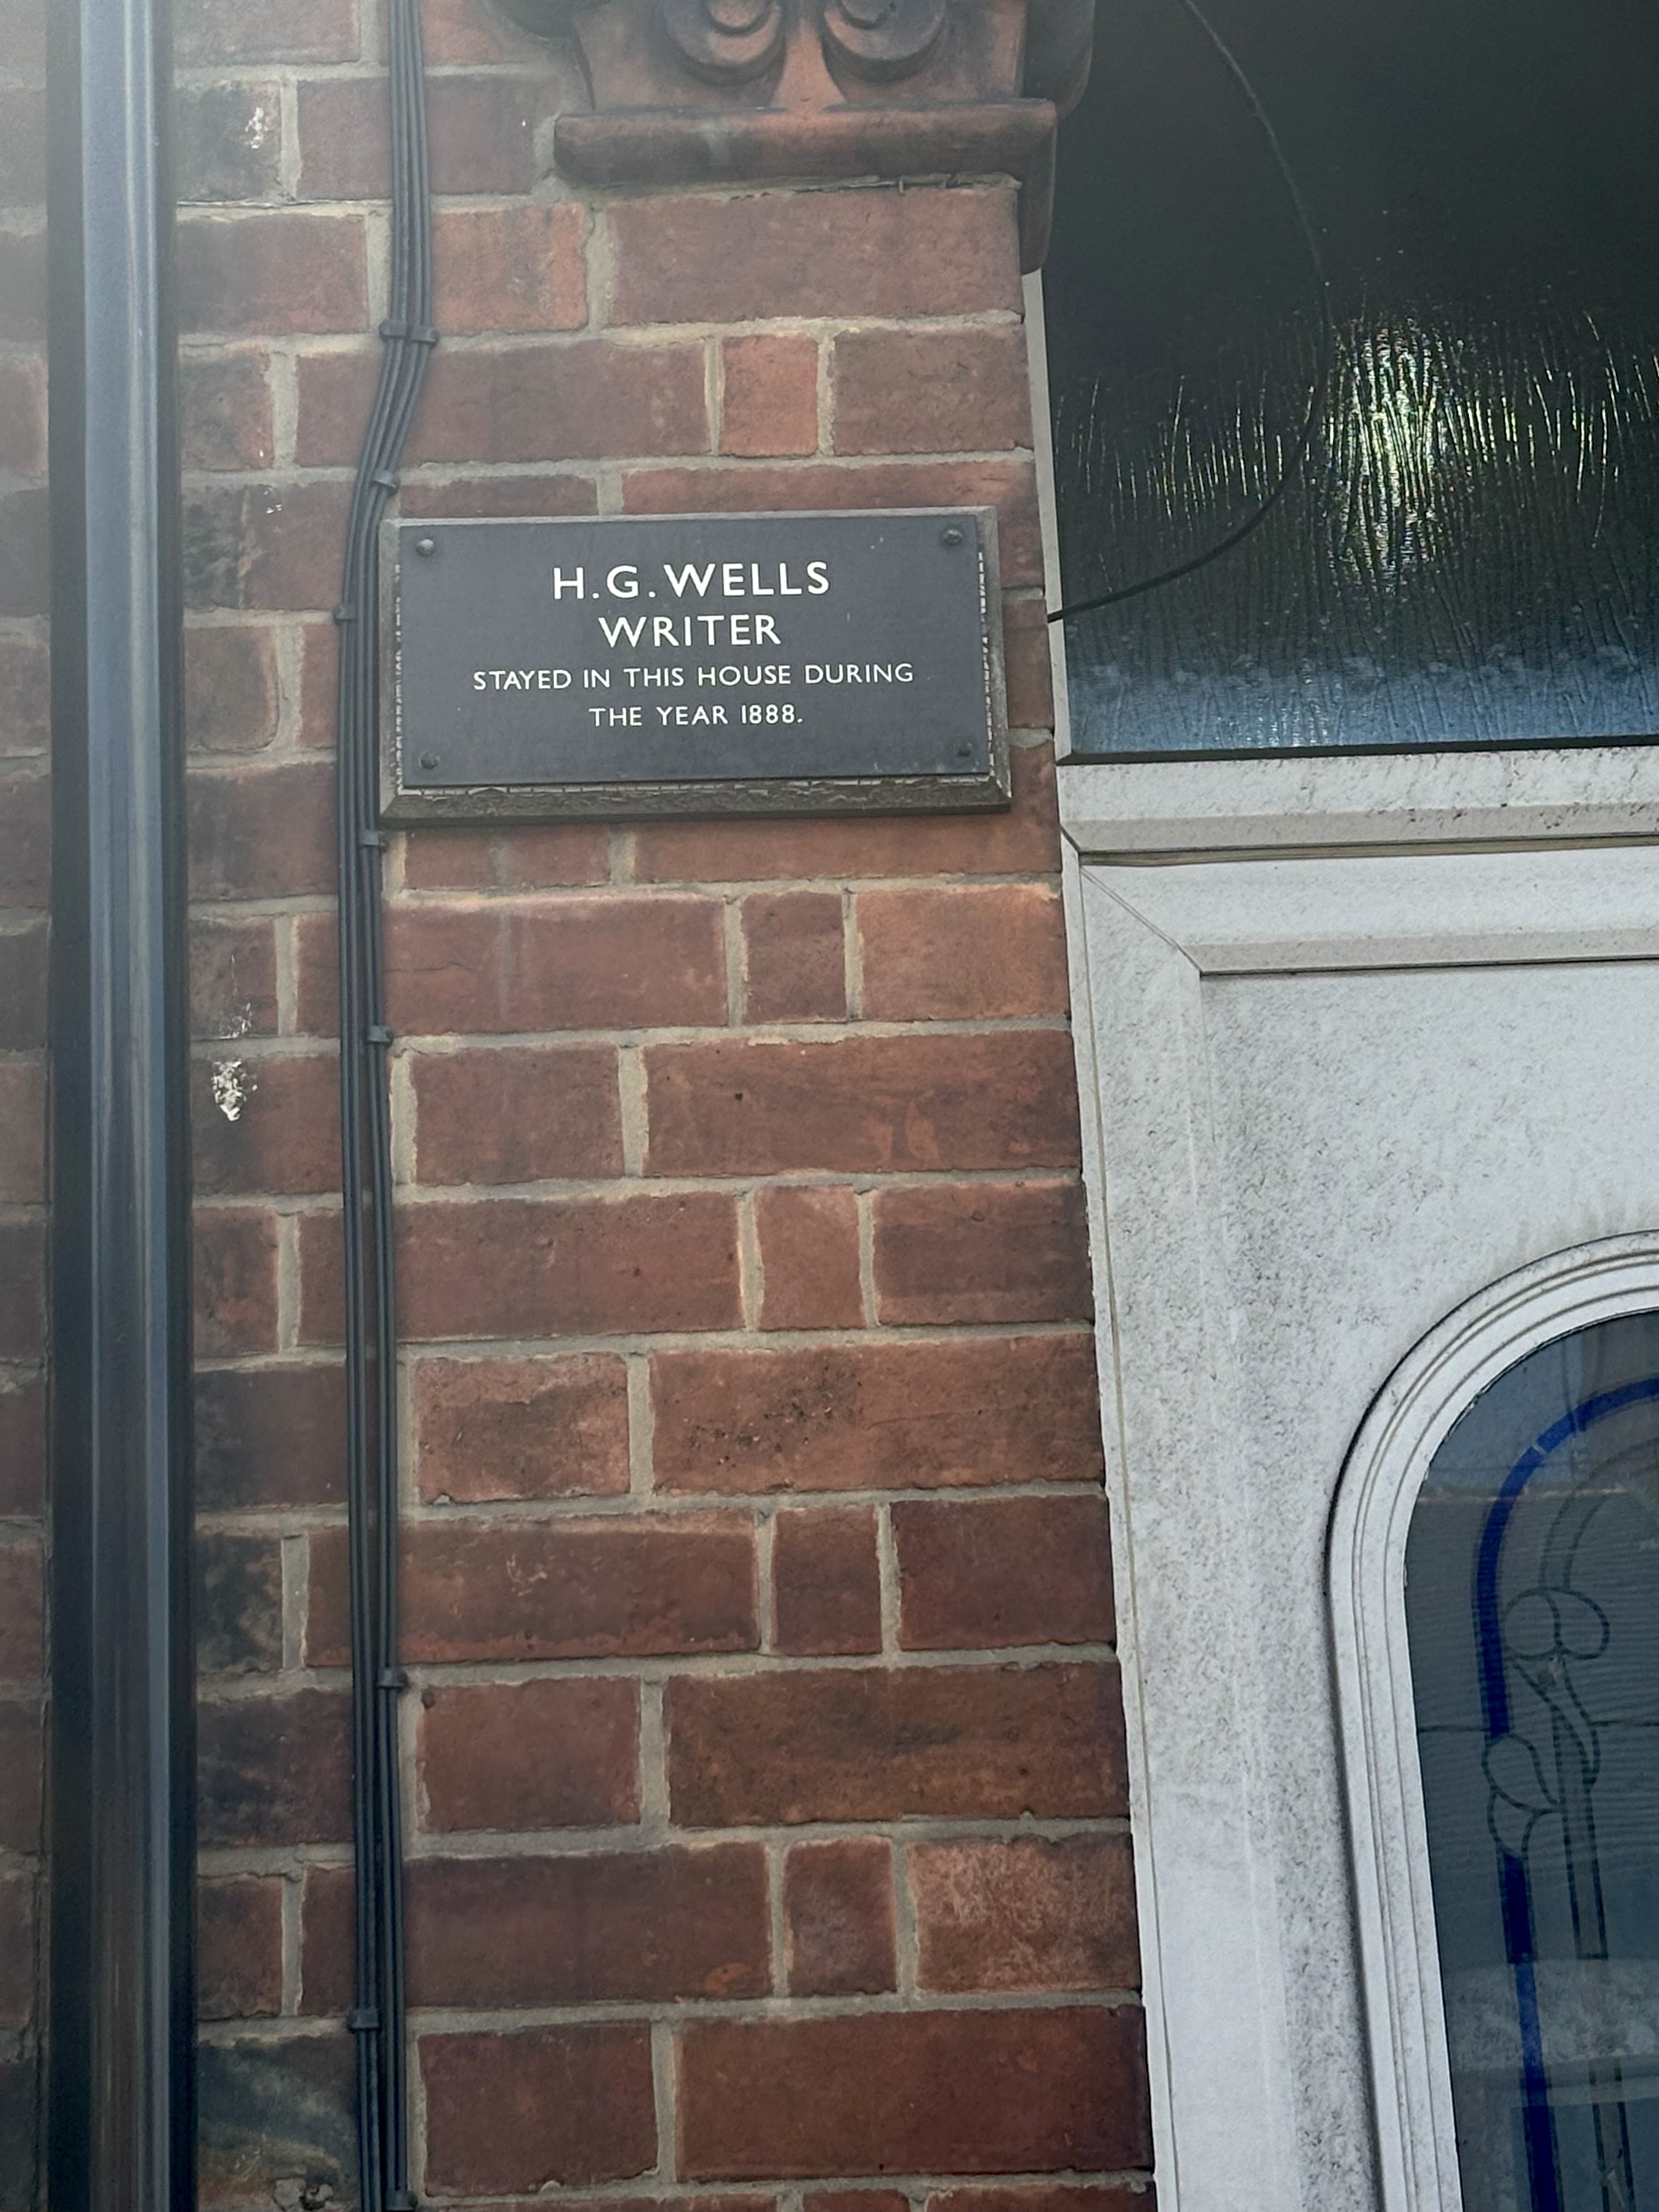 H.G. WELLS
WRITER
STAYED IN THIS HOUSE DURING
THE YEAR 1888.